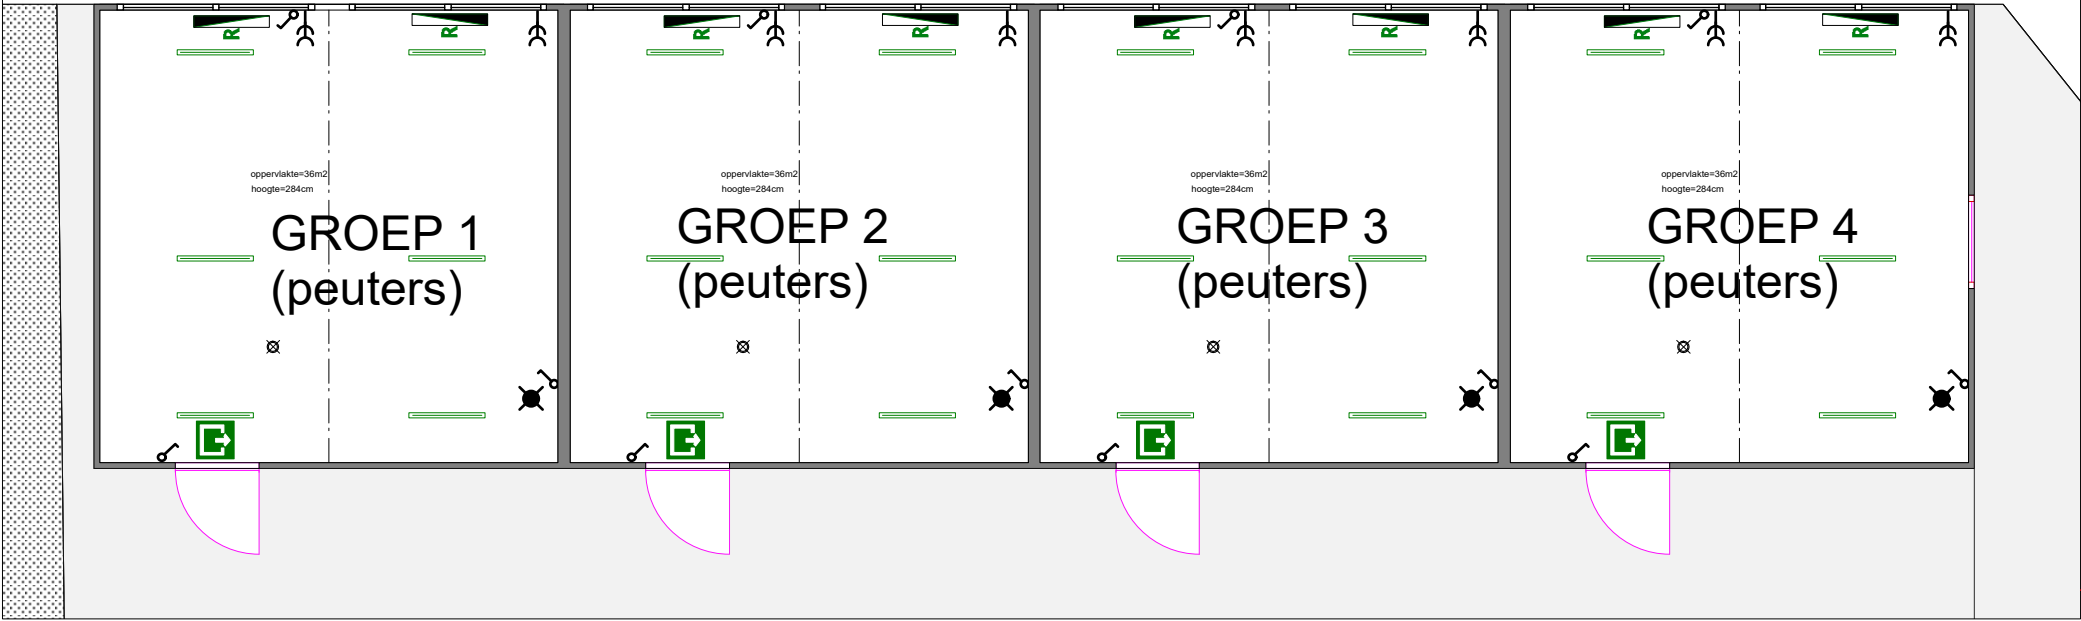 R R R R R R R R
oppervlakte=36m2 oppervlakte=36m2 oppervlakte=36m2 oppervlakte=36m2
hoogte=284cm hoogte=284cm hoogte=284cm hoogte=284cm
GROEP 1 GROEP 2 GROEP 3 GROEP 4
(peuters) (peuters) (peuters) (peuters)